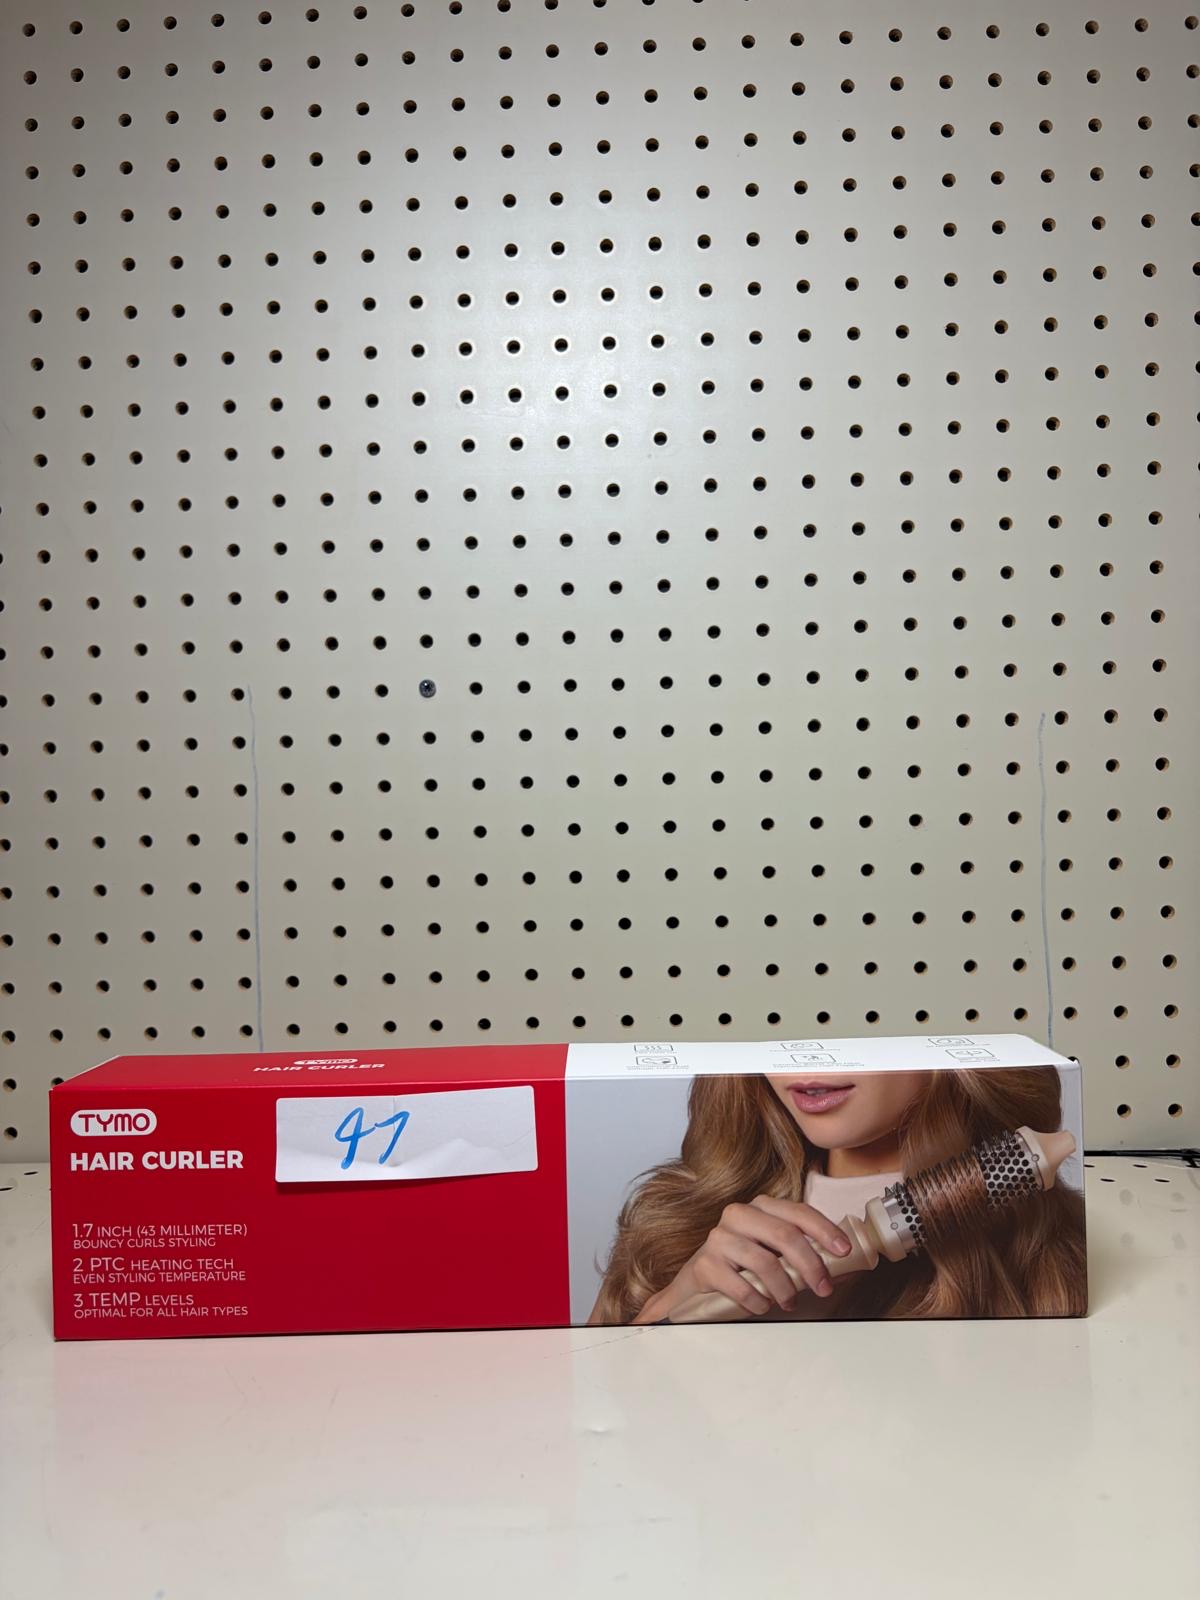 TYMO
HAIR CURLER
TYMO
HAIR CURLER
47
1.7 INCH (43 MILLIMETER)
BOUNCY CURLS STYLING
2 PTC HEATING TECH
EVEN STYLING TEMPERATURE
3 TEMP LEVELS
OPTIMAL FOR ALL HAIR TYPES